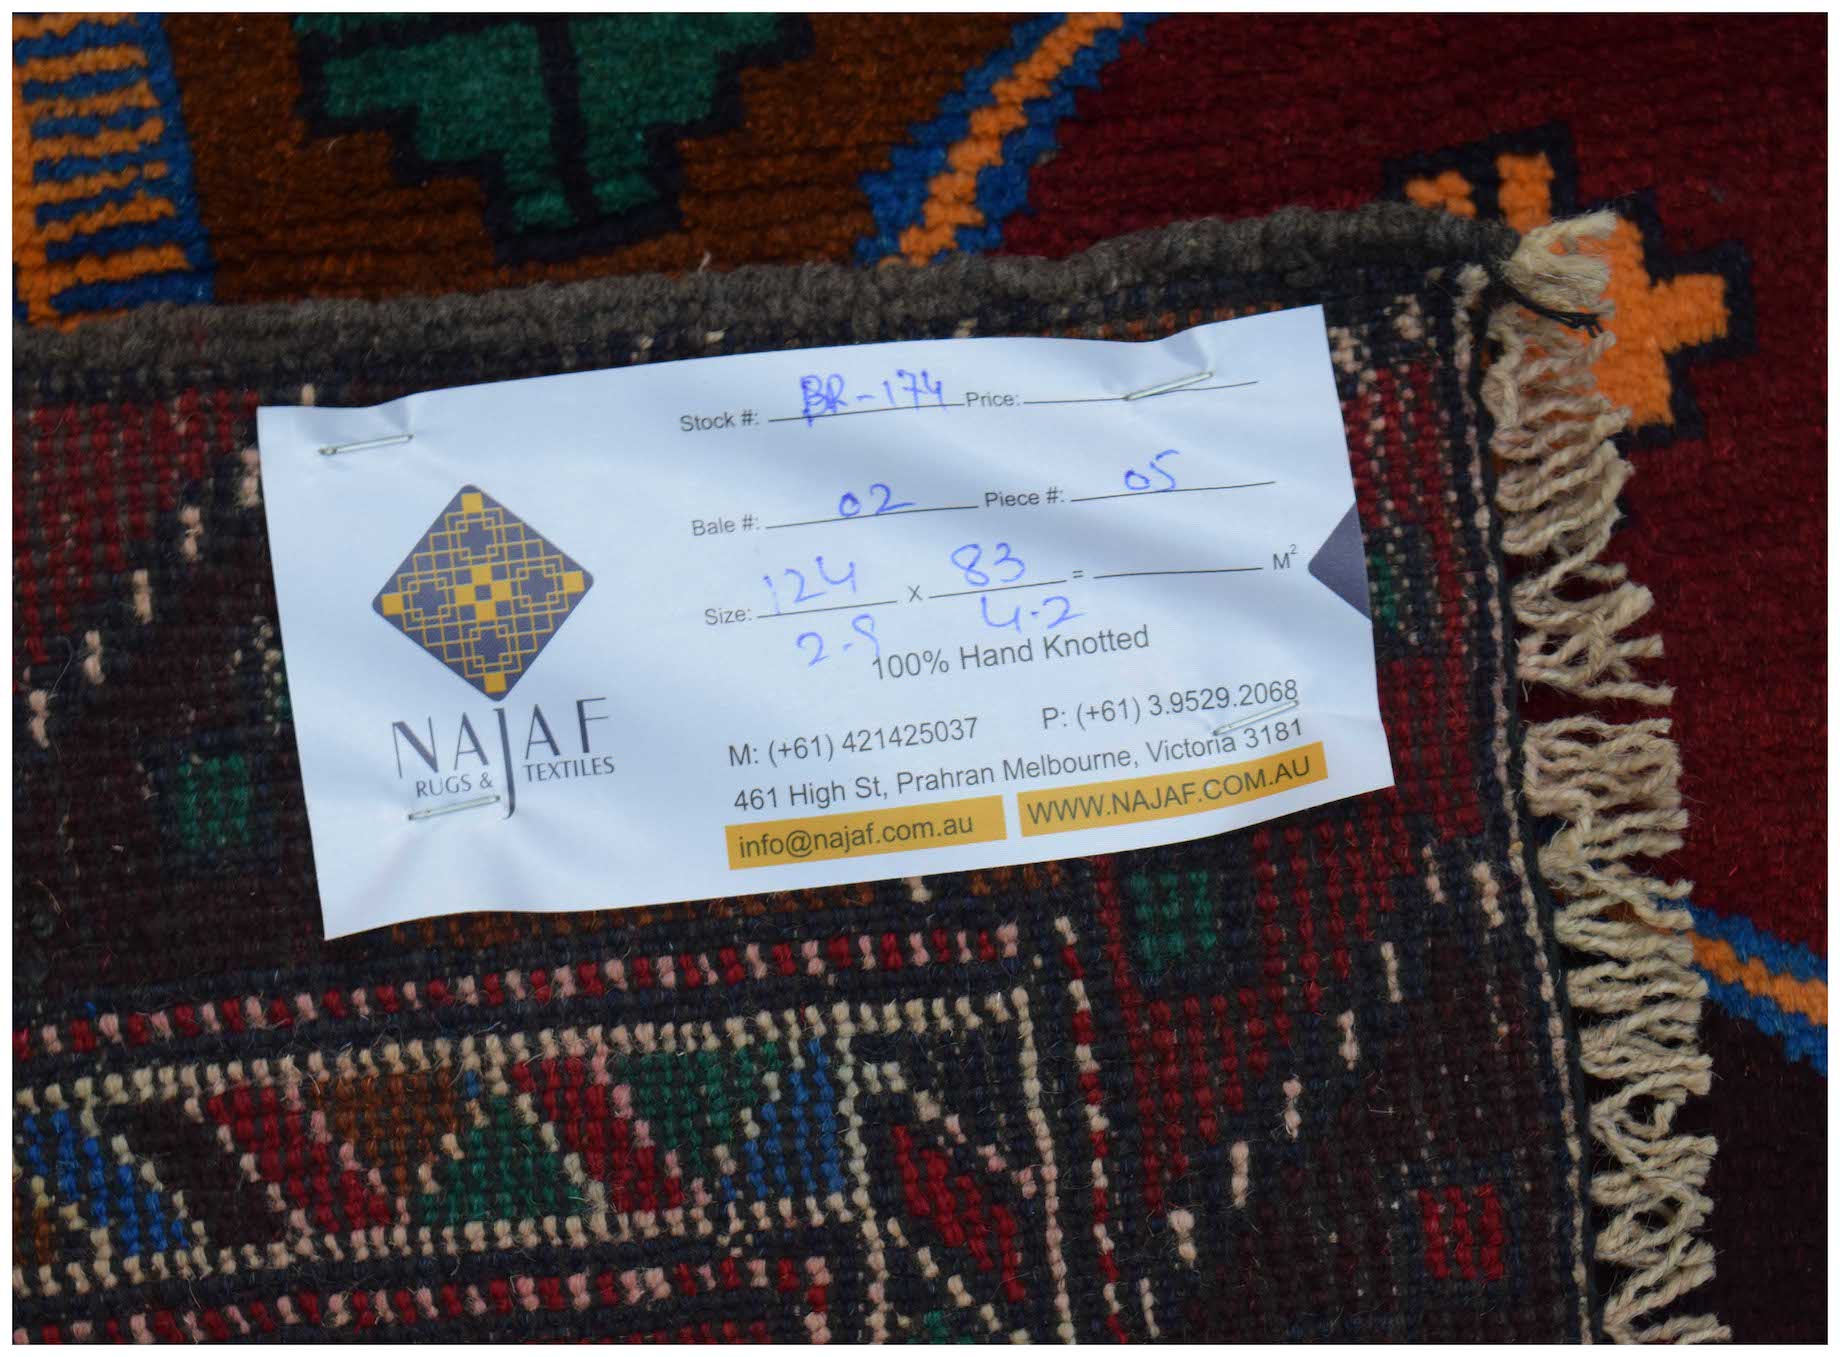 Stock #: BR-174 Price:
Bale #: 02 Piece #: 05
Size: 124 X 83 = M²
2.9 4.2
100% Hand Knotted
NAJAF
RUGS & TEXTILES
M: (+61) 421425037 P: (+61) 3.9529.2068
461 High St, Prahran Melbourne, Victoria 3181
info@najaf.com.au WWW.NAJAF.COM.AU